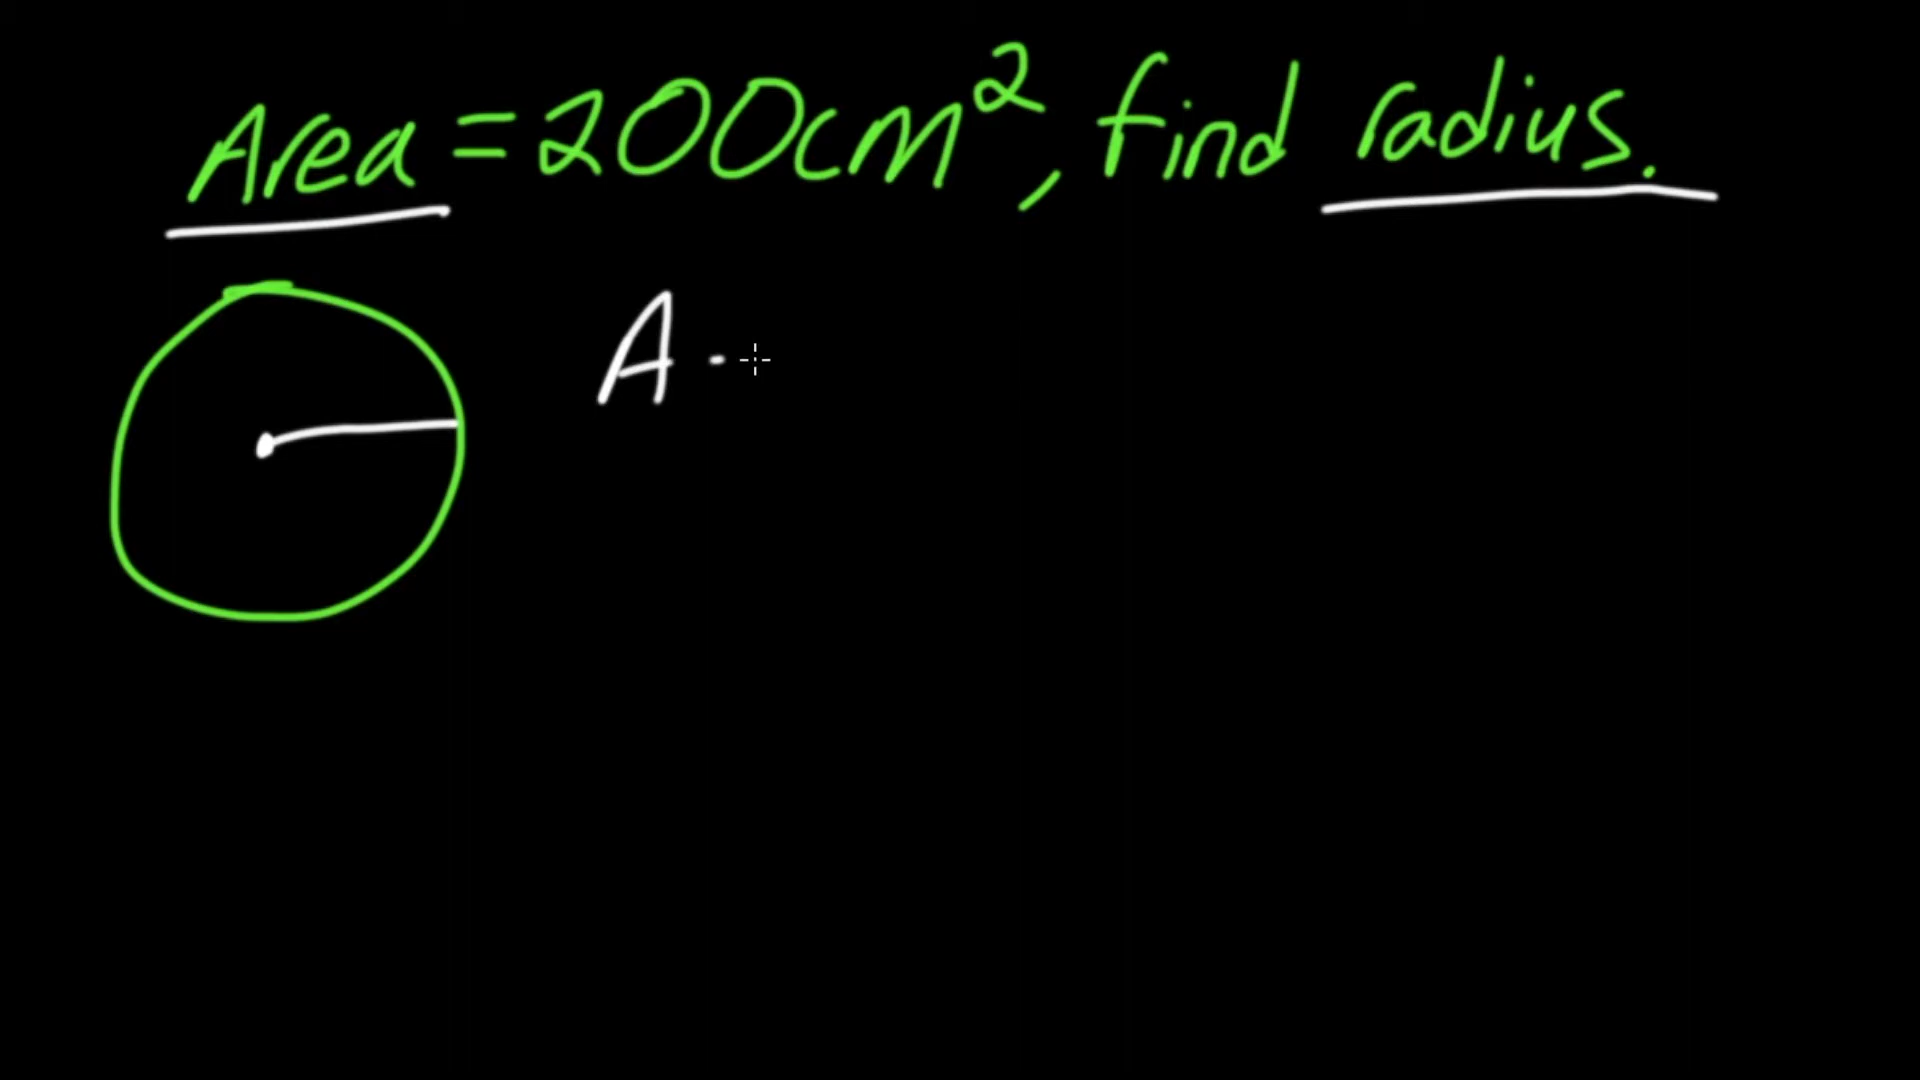 Area = 200cm², find radius.
A -